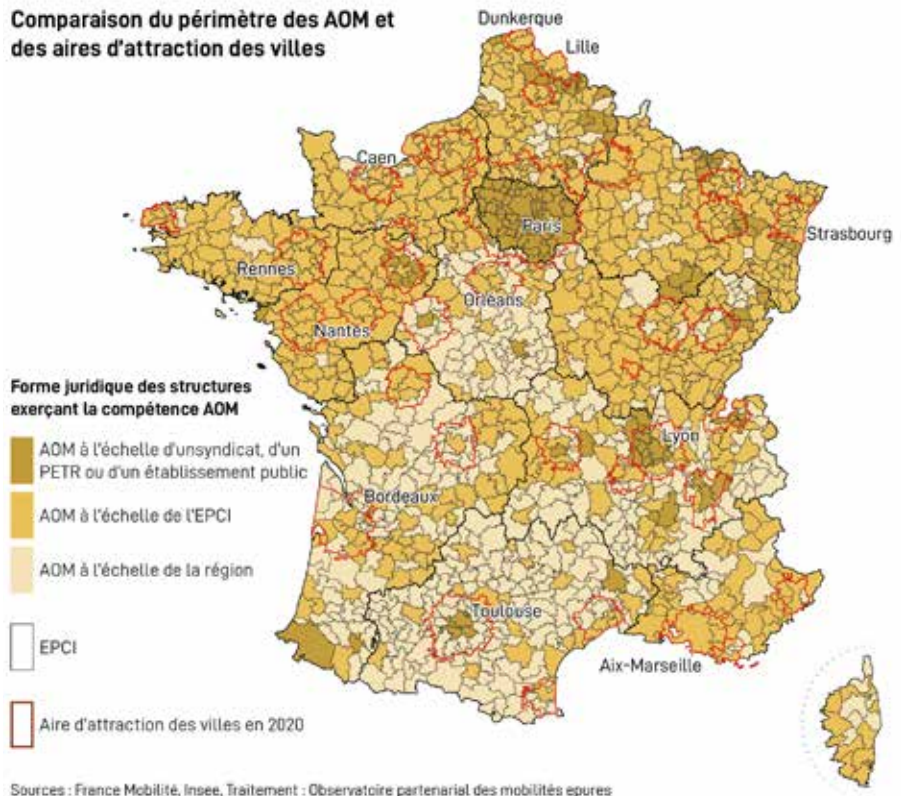 Comparaison du périmètre des AOM et
des aires d'attraction des villes
Dunkerque
Lille
Caen
Paris
Strasbourg
Rennes
Orléans
Nantes
Forme juridique des structures
exerçant la compétence AOM
AOM à l'échelle d'unsyndicat, d'un
PETR ou d'un établissement public
Lyon
AOM à l'échelle de l'EPCI
Bordeaux
AOM à l'échelle de la région
Toulouse
EPCI
Aix-Marseille
Aire d'attraction des villes en 2020
Sources : France Mobilité, Insee, Traitement : Observatoire partenarial des mobilités epures